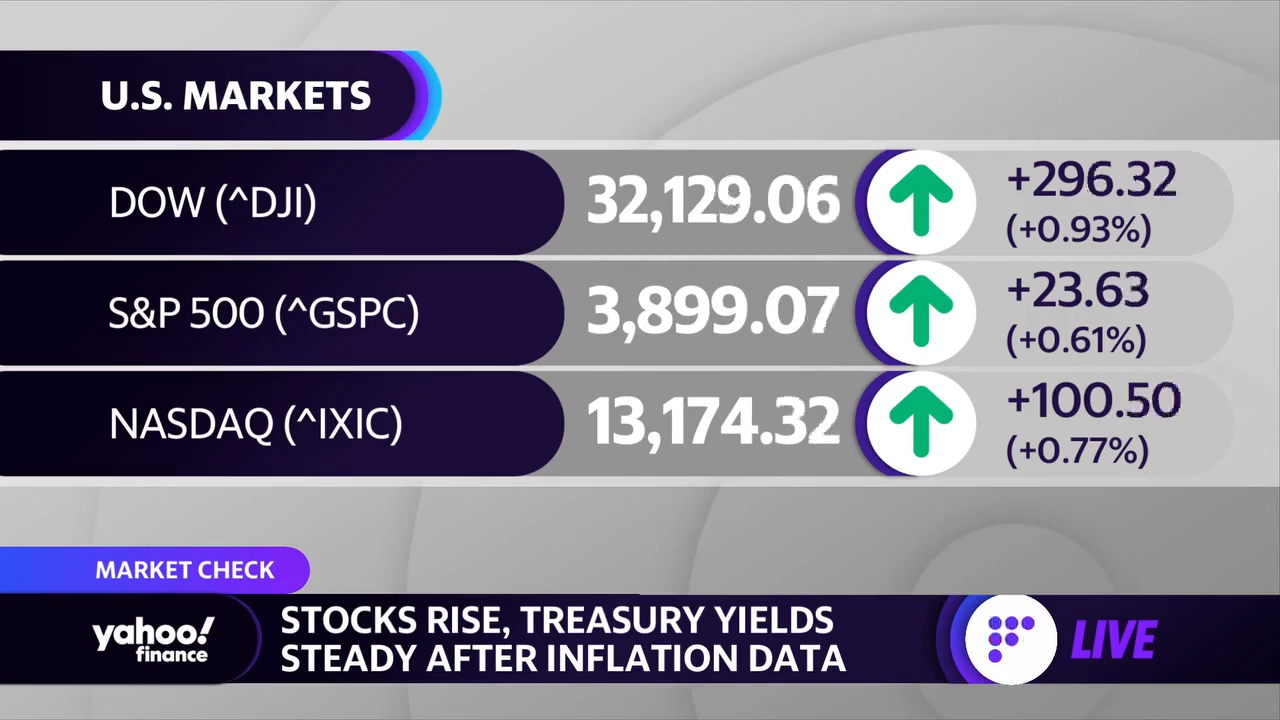 U.S. MARKETS
DOW (^DJI) 32,129.06 +296.32
(+0.93%)
S&P 500 (^GSPC) 3,899.07 +23.63
(+0.61%)
NASDAQ (^IXIC) 13,174.32 +100.50
(+0.77%)
MARKET CHECK
yahoo!
finance
STOCKS RISE, TREASURY YIELDS
STEADY AFTER INFLATION DATA
LIVE